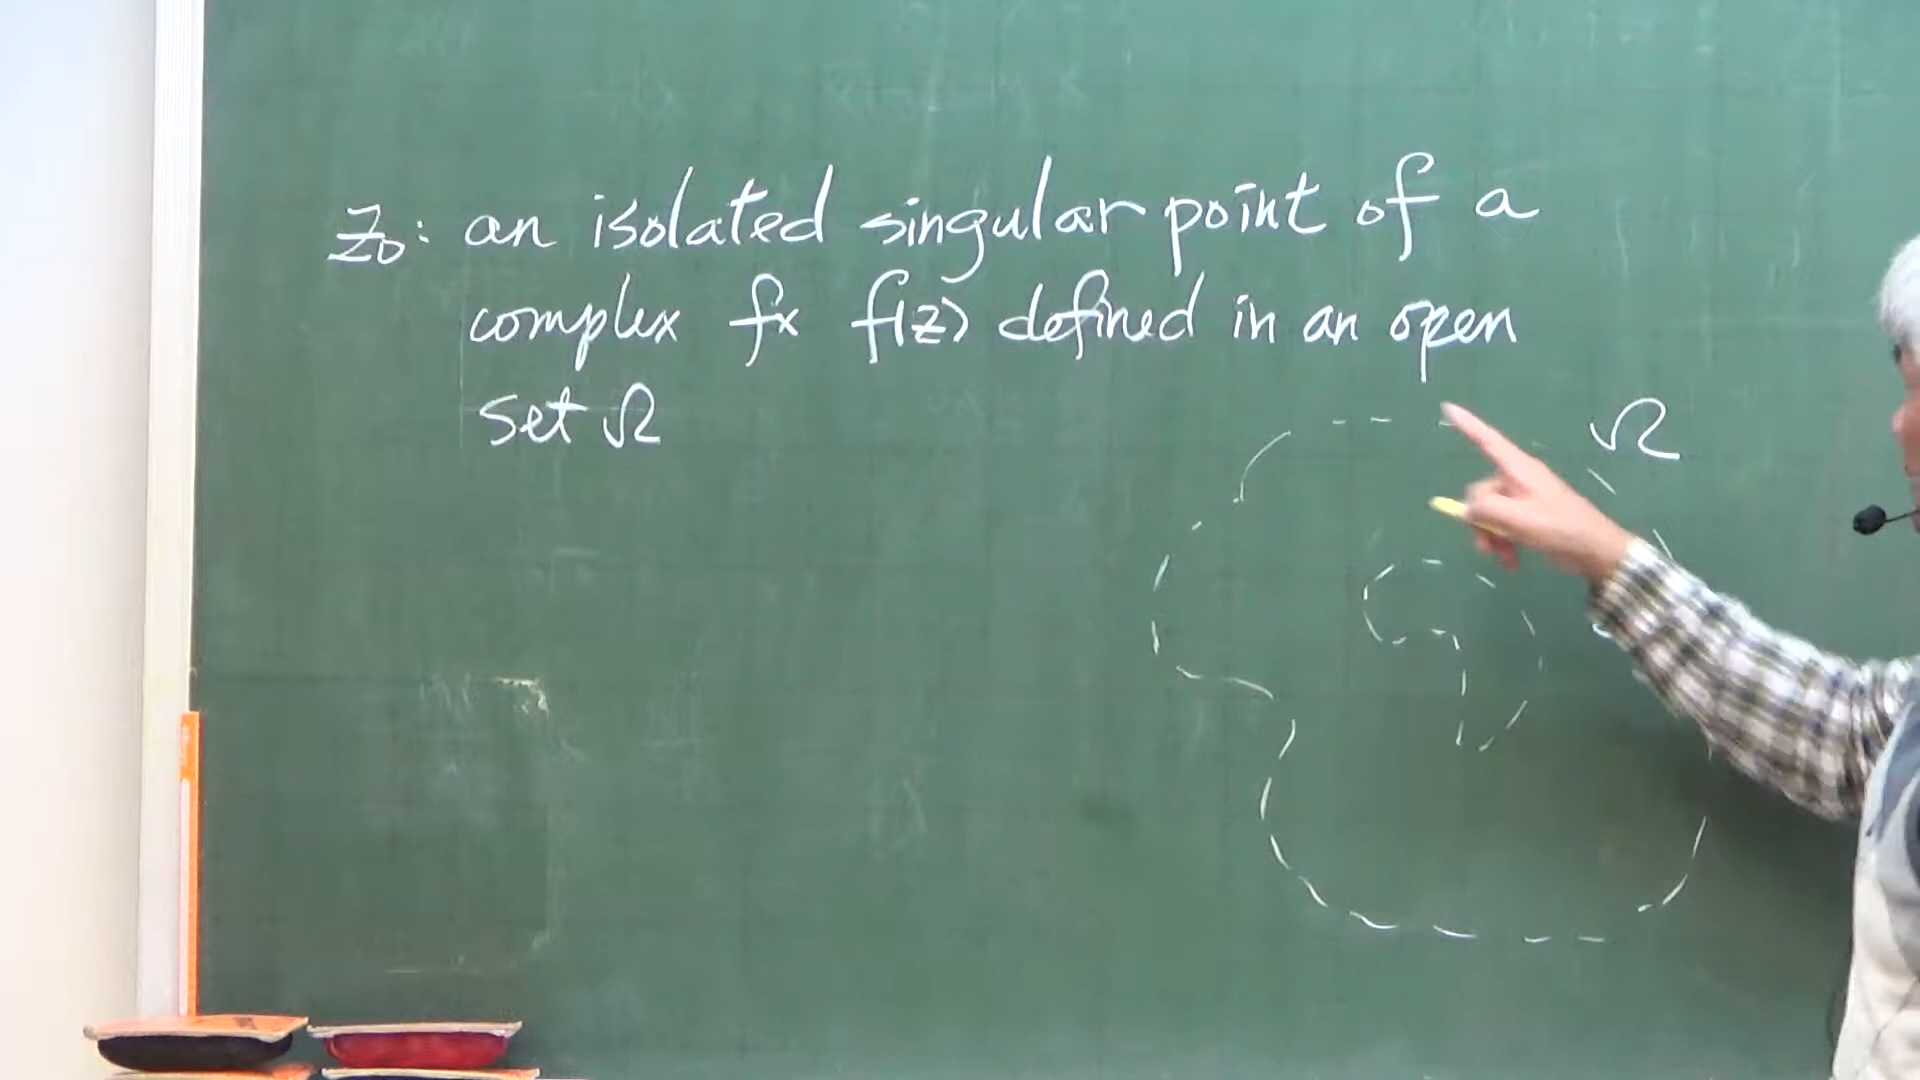 z₀: an isolated singular point of a
complex fx f(z) defined in an open
set Ω
Ω